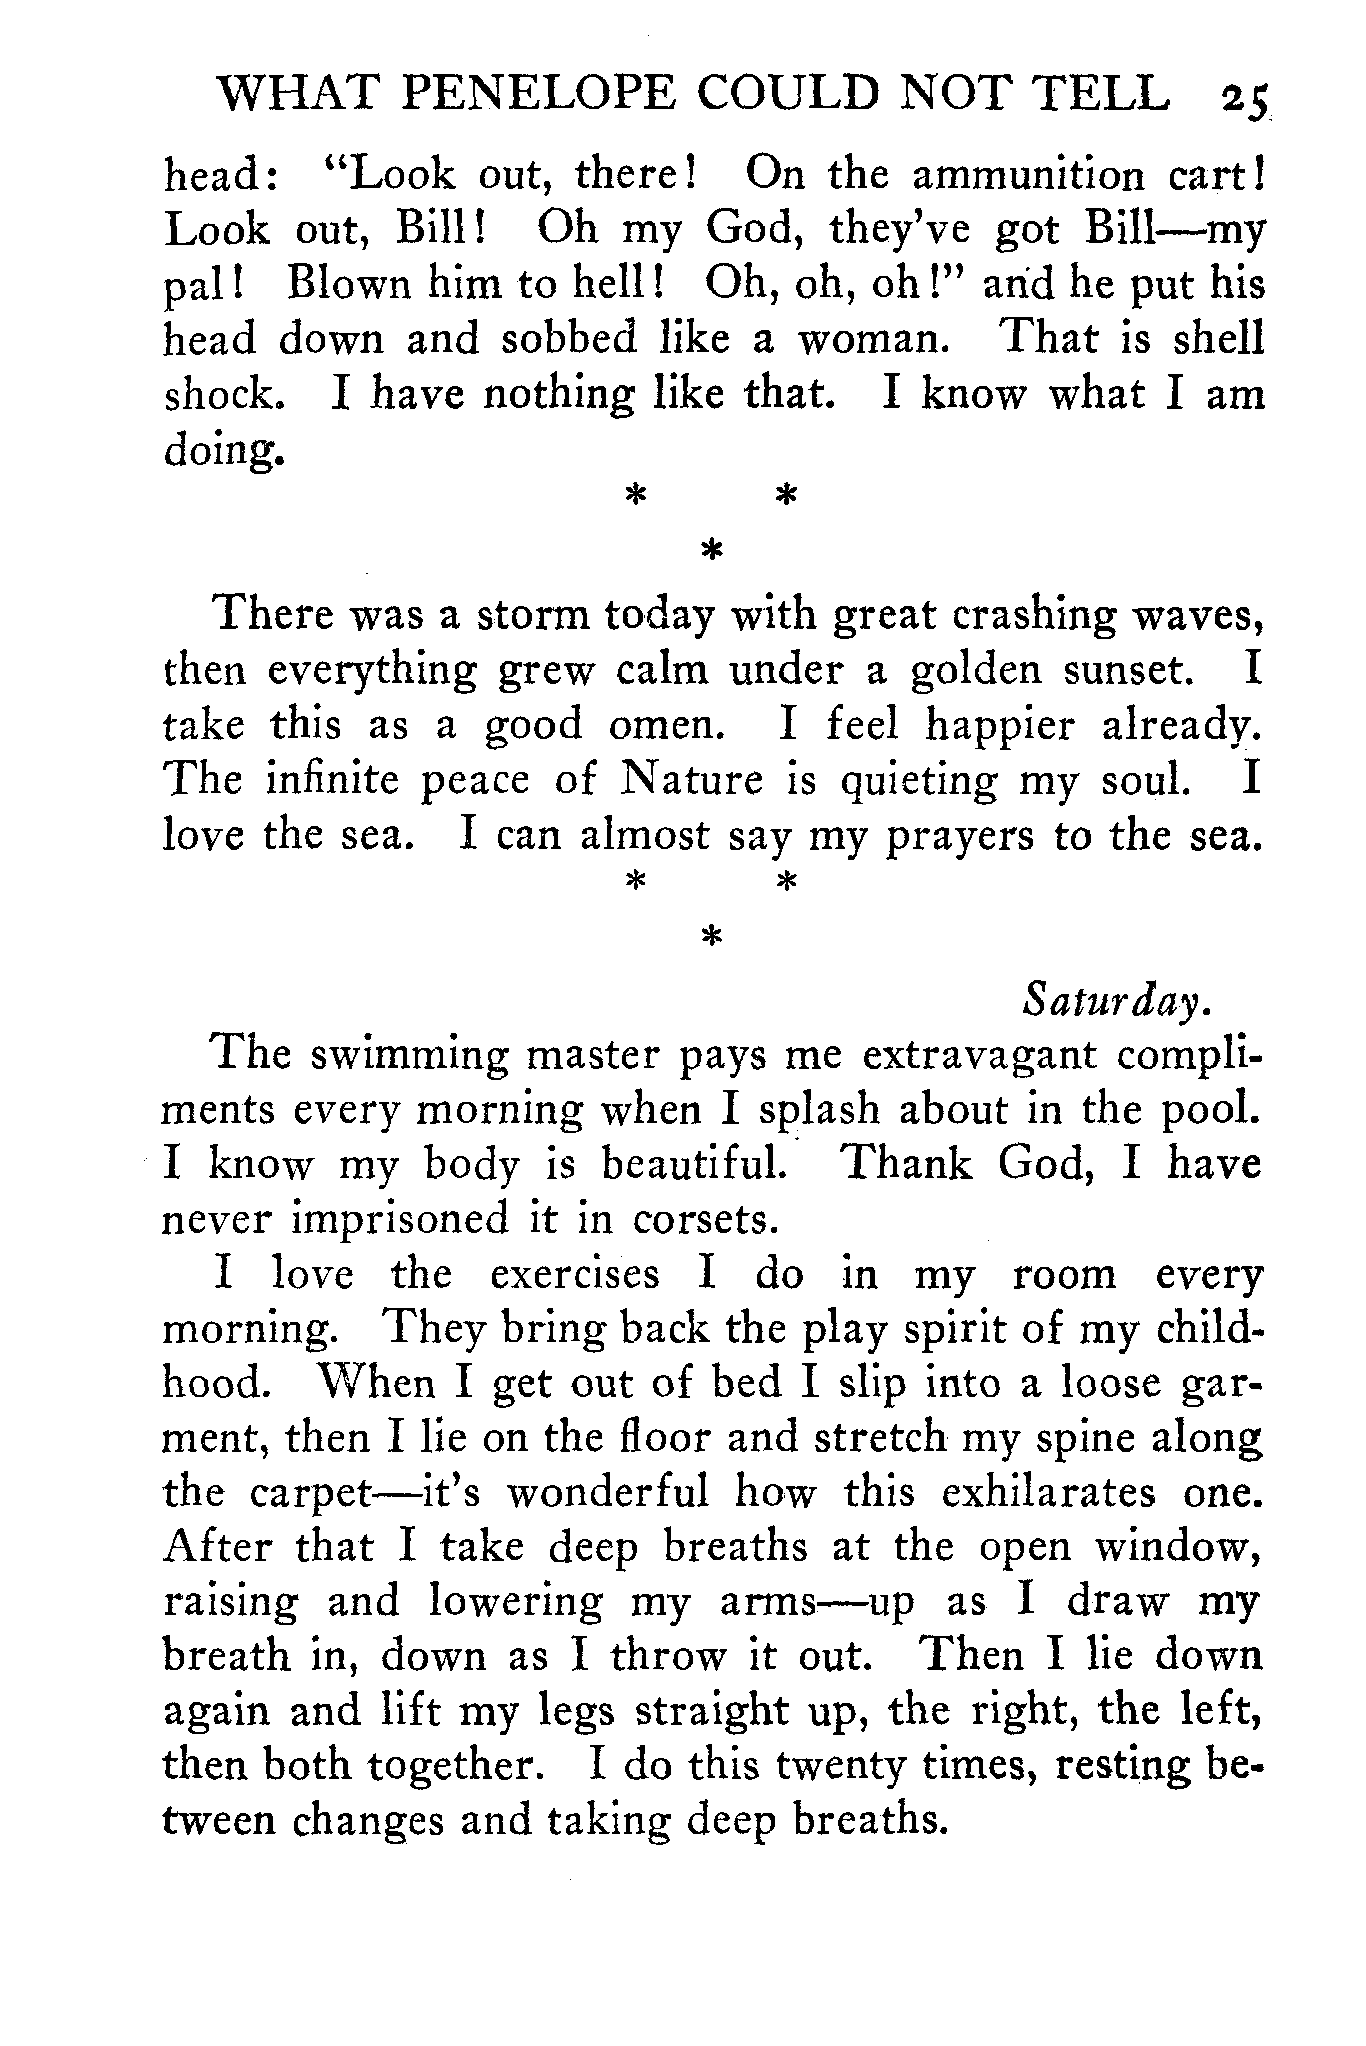 WHAT PENELOPE COULD NOT TELL 25
head: "Look out, there! On the ammunition cart!
Look out, Bill! Oh my God, they've got Bill—my
pal! Blown him to hell! Oh, oh, oh!" and he put his
head down and sobbed like a woman. That is shell
shock. I have nothing like that. I know what I am
doing.
* *
*
There was a storm today with great crashing waves,
then everything grew calm under a golden sunset. I
take this as a good omen. I feel happier already.
The infinite peace of Nature is quieting my soul. I
love the sea. I can almost say my prayers to the sea.
* *
*
Saturday.
The swimming master pays me extravagant compli-
ments every morning when I splash about in the pool.
I know my body is beautiful. Thank God, I have
never imprisoned it in corsets.
I love the exercises I do in my room every
morning. They bring back the play spirit of my child-
hood. When I get out of bed I slip into a loose gar-
ment, then I lie on the floor and stretch my spine along
the carpet—it's wonderful how this exhilarates one.
After that I take deep breaths at the open window,
raising and lowering my arms—up as I draw my
breath in, down as I throw it out. Then I lie down
again and lift my legs straight up, the right, the left,
then both together. I do this twenty times, resting be-
tween changes and taking deep breaths.